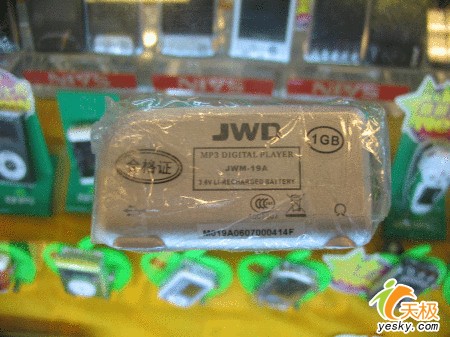 JWD
1GB
MP3 DIGITAL PLAYER
合格证
JWM-19A
3.6V LI-RECHARGED BATTERY
M019A0607000414F
天极
yesky.com